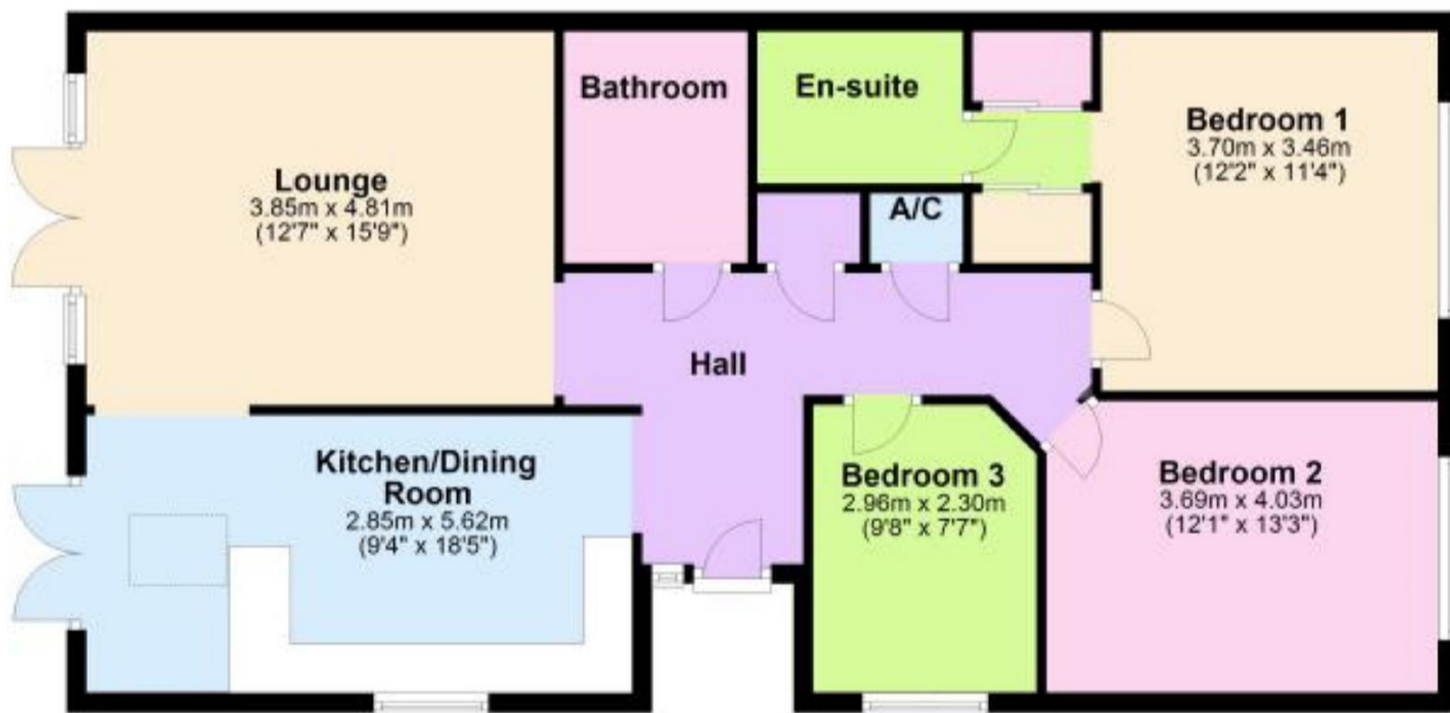 Bathroom
En-suite
Bedroom 1
3.70m x 3.46m
(12'2" x 11'4")
Lounge
3.85m x 4.81m
(12'7" x 15'9")
A/C
Hall
Kitchen/Dining
Room
2.85m x 5.62m
(9'4" x 18'5")
Bedroom 3
2.96m x 2.30m
(9'8" x 7'7")
Bedroom 2
3.69m x 4.03m
(12'1" x 13'3")